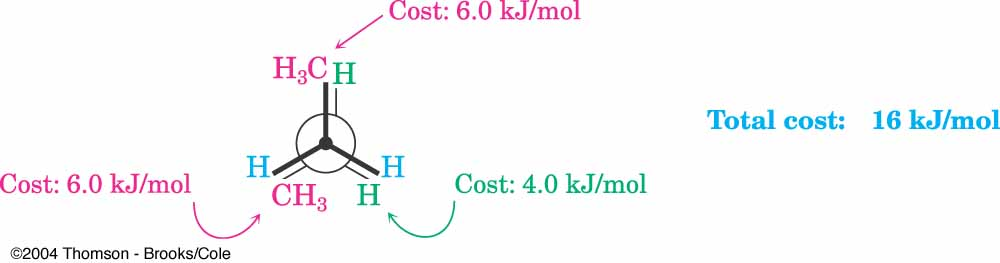 Cost: 6.0 kJ/mol
H₃C H
Total cost: 16 kJ/mol
H H
Cost: 6.0 kJ/mol CH₃ H Cost: 4.0 kJ/mol
©2004 Thomson - Brooks/Cole